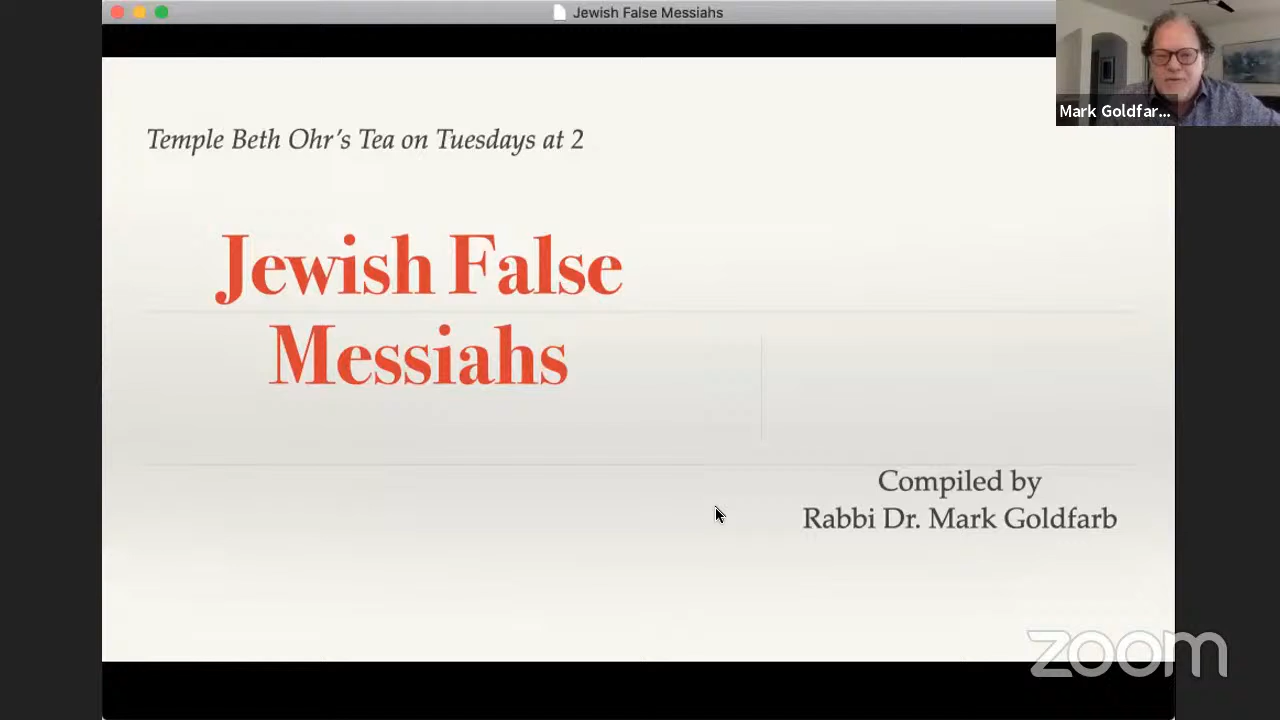 Jewish False Messiahs
Mark Goldfar...
Temple Beth Ohr's Tea on Tuesdays at 2
Jewish False
Messiahs
Compiled by
Rabbi Dr. Mark Goldfarb
zoom